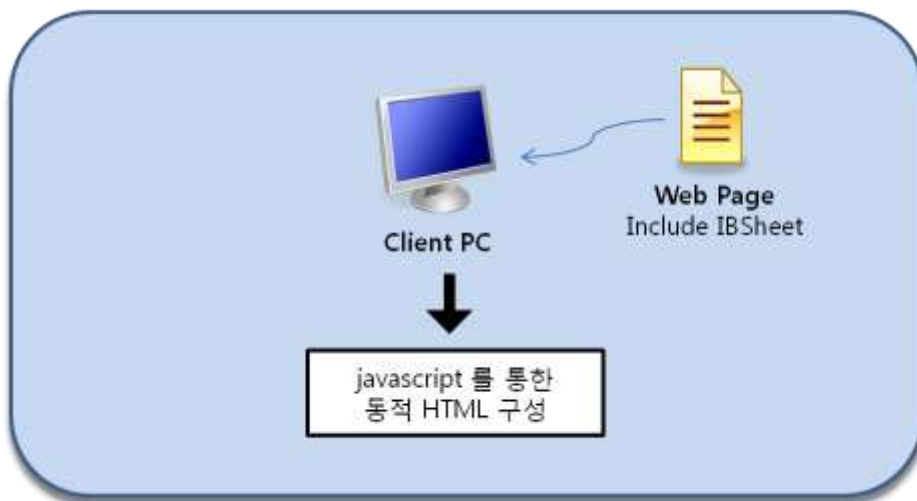 Web Page
Include IBSheet
Client PC
javascript 를 통한
동적 HTML 구성